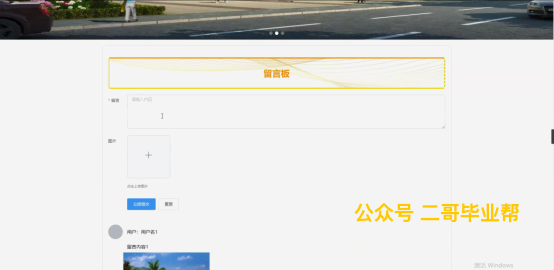 留言板
* 留言
请输入内容
图片
点击上传图片
立即提交
重置
公众号 二哥毕业帮
用户：用户名1
留言内容1
激活 Windows